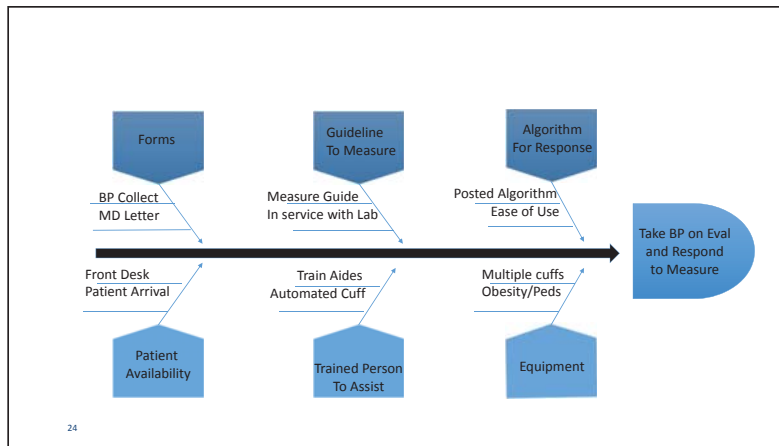 Forms
Guideline
To Measure
Algorithm
For Response
BP Collect
MD Letter
Measure Guide
In service with Lab
Posted Algorithm
Ease of Use
Take BP on Eval
and Respond
to Measure
Front Desk
Patient Arrival
Train Aides
Automated Cuff
Multiple cuffs
Obesity/Peds
Patient
Availability
Trained Person
To Assist
Equipment
24